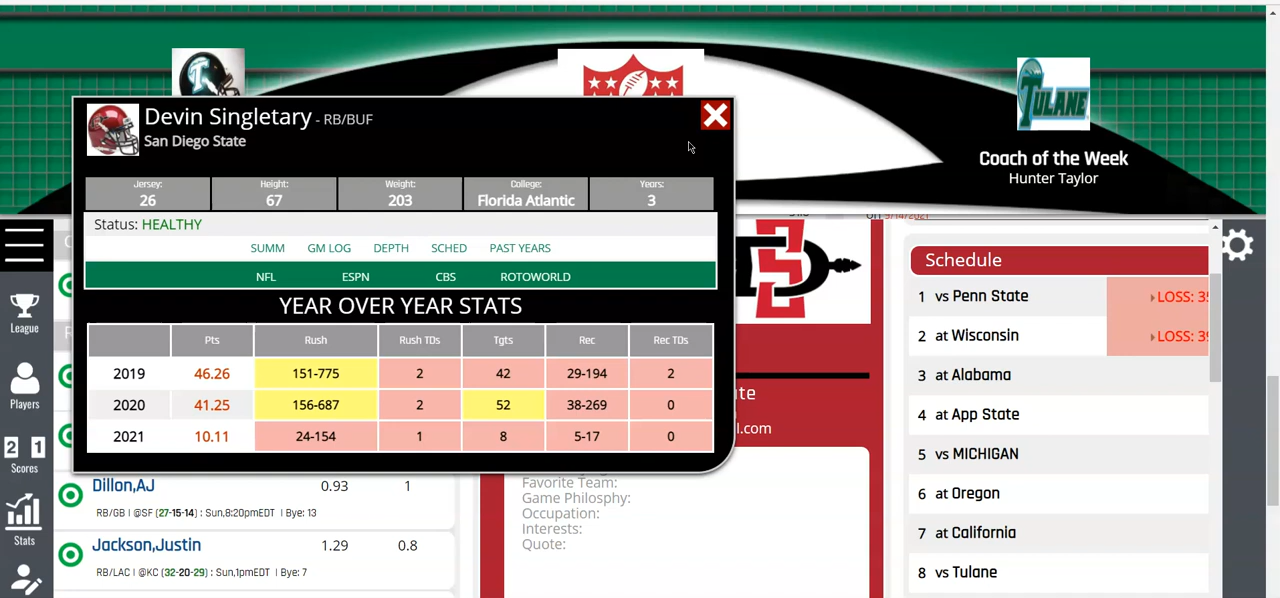 TULANE
Coach of the Week
Hunter Taylor
Devin Singletary - RB/BUF
San Diego State
Jersey: Height: Weight: College: Years:
26 67 203 Florida Atlantic 3
Status: HEALTHY
SUMM GM LOG DEPTH SCHED PAST YEARS
NFL ESPN CBS ROTOWORLD
YEAR OVER YEAR STATS
Pts Rush Rush TDs Tgts Rec Rec TDs
2019 46.26 151-775 2 42 29-194 2
2020 41.25 156-687 2 52 38-269 0
2021 10.11 24-154 1 8 5-17 0
League
Players
2 1
Scores
Stats
Dillon,AJ 0.93 1
RB/GB | @SF (27-15-14) : Sun,8:20pmEDT | Bye: 13
Jackson,Justin 1.29 0.8
RB/LAC | @KC (32-20-29) : Sun,1pmEDT | Bye: 7
l.com
Favorite Team:
Game Philosphy:
Occupation:
Interests:
Quote:
Schedule
1 vs Penn State LOSS:
2 at Wisconsin LOSS:
3 at Alabama
4 at App State
5 vs MICHIGAN
6 at Oregon
7 at California
8 vs Tulane